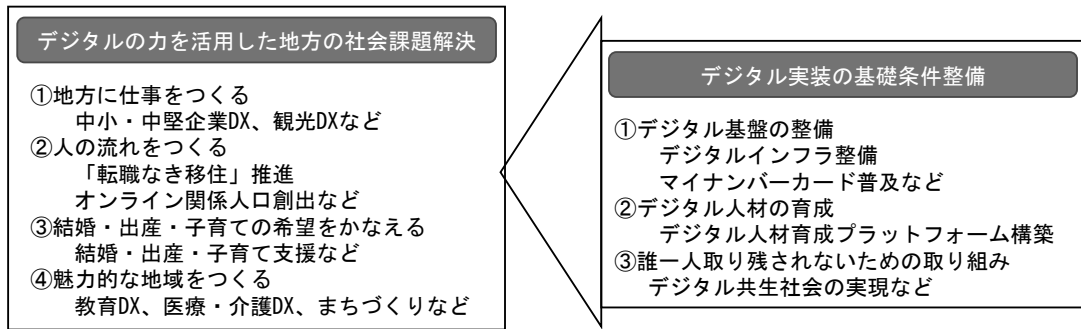 デジタルの力を活用した地方の社会課題解決
①地方に仕事をつくる
中小・中堅企業DX、観光DXなど
②人の流れをつくる
「転職なき移住」推進
オンライン関係人口創出など
③結婚・出産・子育ての希望をかなえる
結婚・出産・子育て支援など
④魅力的な地域をつくる
教育DX、医療・介護DX、まちづくりなど
デジタル実装の基礎条件整備
①デジタル基盤の整備
デジタルインフラ整備
マイナンバーカード普及など
②デジタル人材の育成
デジタル人材育成プラットフォーム構築
③誰一人取り残されないための取り組み
デジタル共生社会の実現など